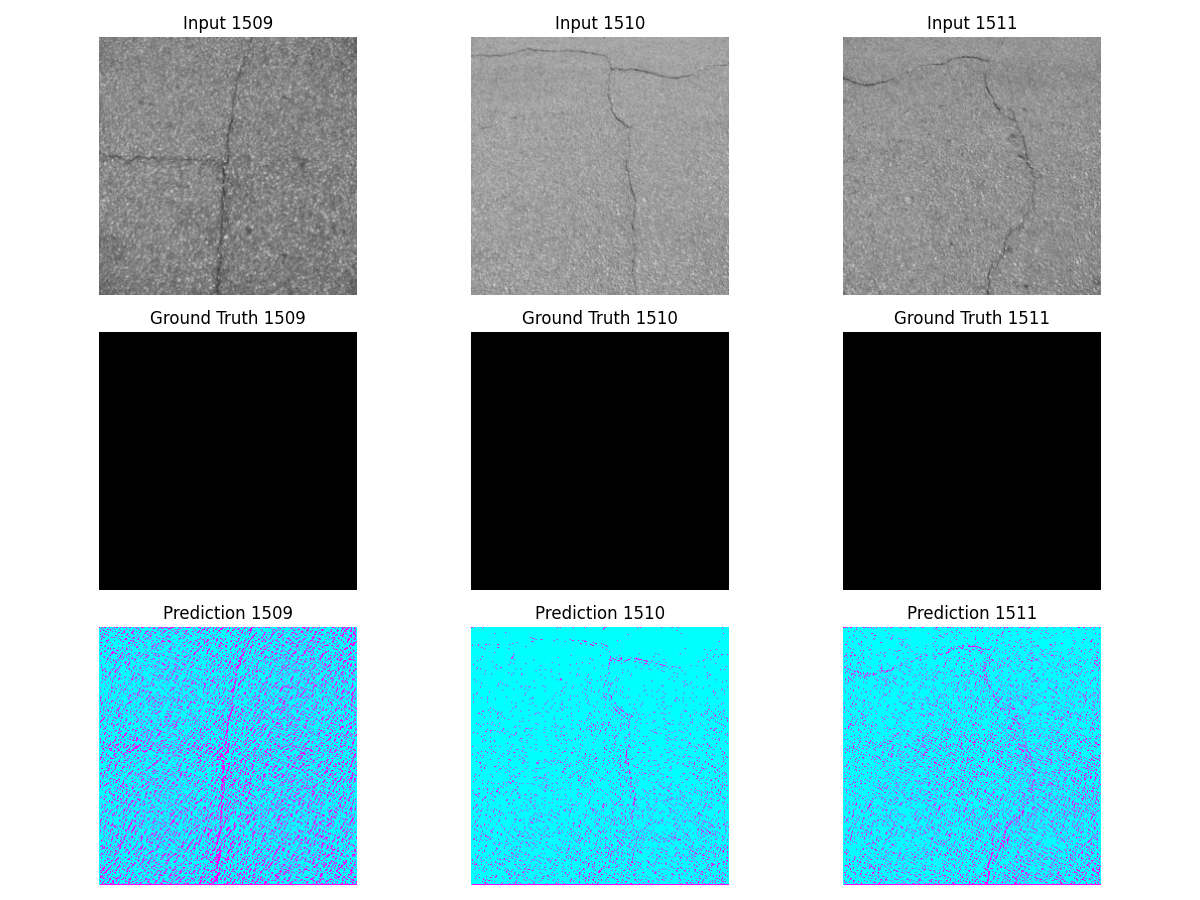 Input 1509
Input 1510
Input 1511
Ground Truth 1509
Ground Truth 1510
Ground Truth 1511
Prediction 1509
Prediction 1510
Prediction 1511